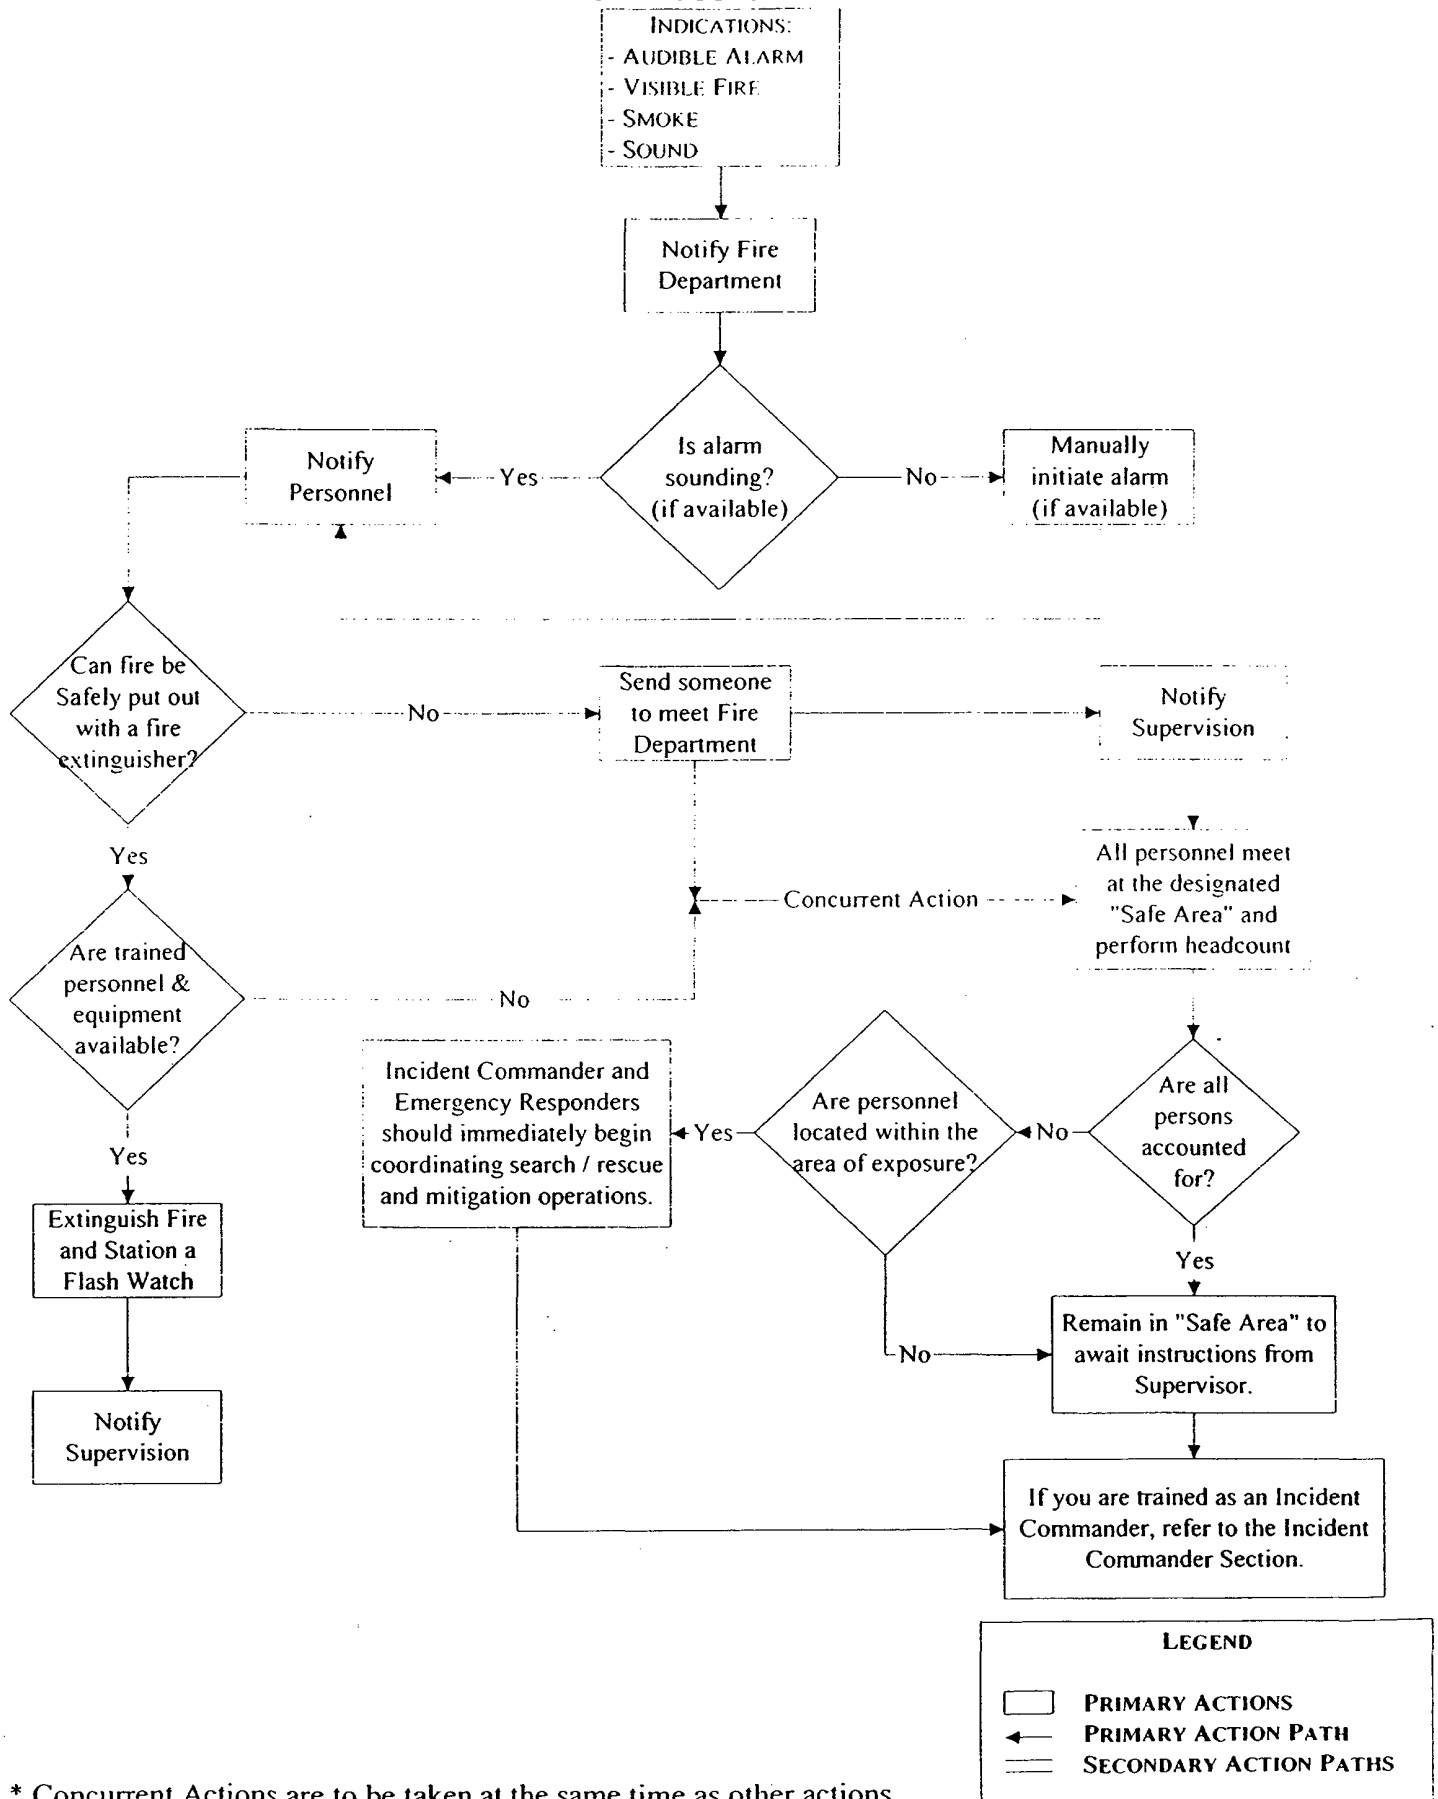 INDICATIONS:
- AUDIBLE ALARM
- VISIBLE FIRE
- SMOKE
- SOUND
Notify Fire
Department
Is alarm
sounding?
(if available)
Yes
No
Notify
Personnel
Manually
initiate alarm
(if available)
Can fire be
Safely put out
with a fire
extinguisher?
No
Send someone
to meet Fire
Department
Notify
Supervision
Yes
Concurrent Action
All personnel meet
at the designated
"Safe Area" and
perform headcount
Are trained
personnel &
equipment
available?
No
Incident Commander and
Emergency Responders
should immediately begin
coordinating search / rescue
and mitigation operations.
Yes
Are personnel
located within the
area of exposure?
No
Are all
persons
accounted
for?
Yes
Extinguish Fire
and Station a
Flash Watch
Yes
No
Remain in "Safe Area" to
await instructions from
Supervisor.
Notify
Supervision
If you are trained as an Incident
Commander, refer to the Incident
Commander Section.
LEGEND
PRIMARY ACTIONS
PRIMARY ACTION PATH
SECONDARY ACTION PATHS
* Concurrent Actions are to be taken at the same time as other actions